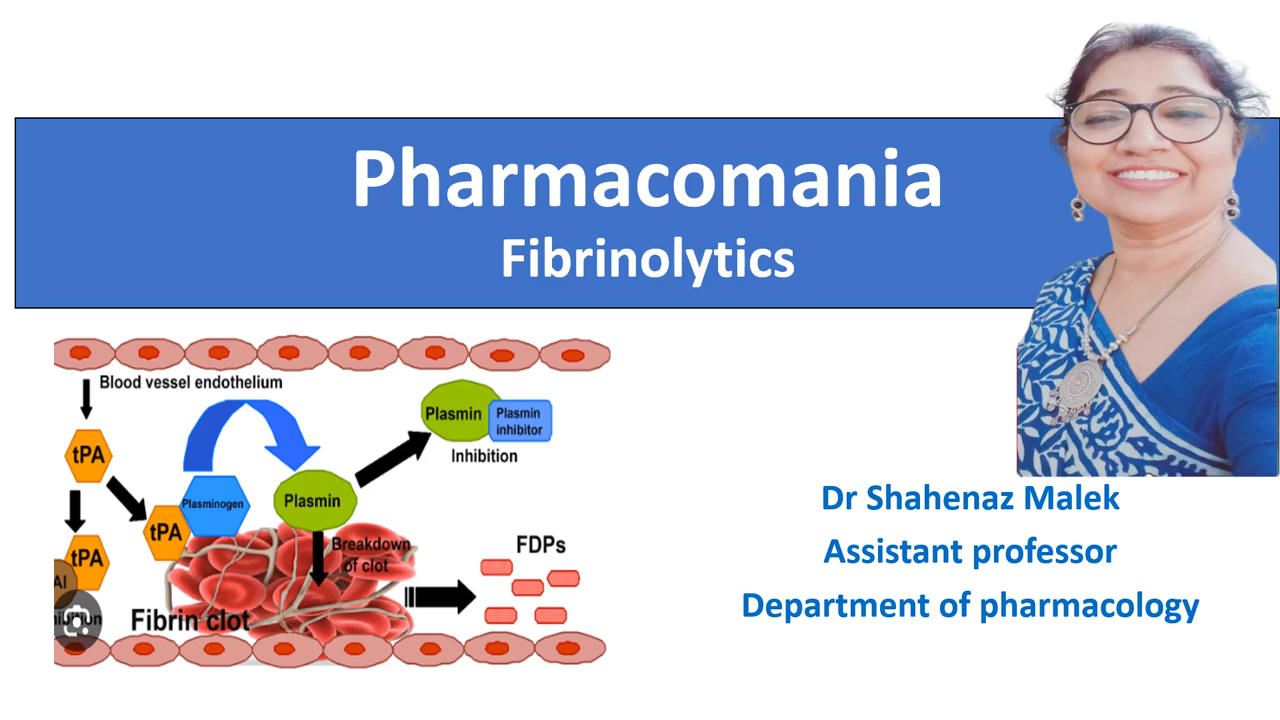 Pharmacomania
Fibrinolytics
Blood vessel endothelium
tPA
Plasminogen
tPA
tPA
AI
Plasmin
Plasmin
Plasmin
inhibitor
Inhibition
Breakdown
of clot
FDPs
Fibrin clot
Dr Shahenaz Malek
Assistant professor
Department of pharmacology